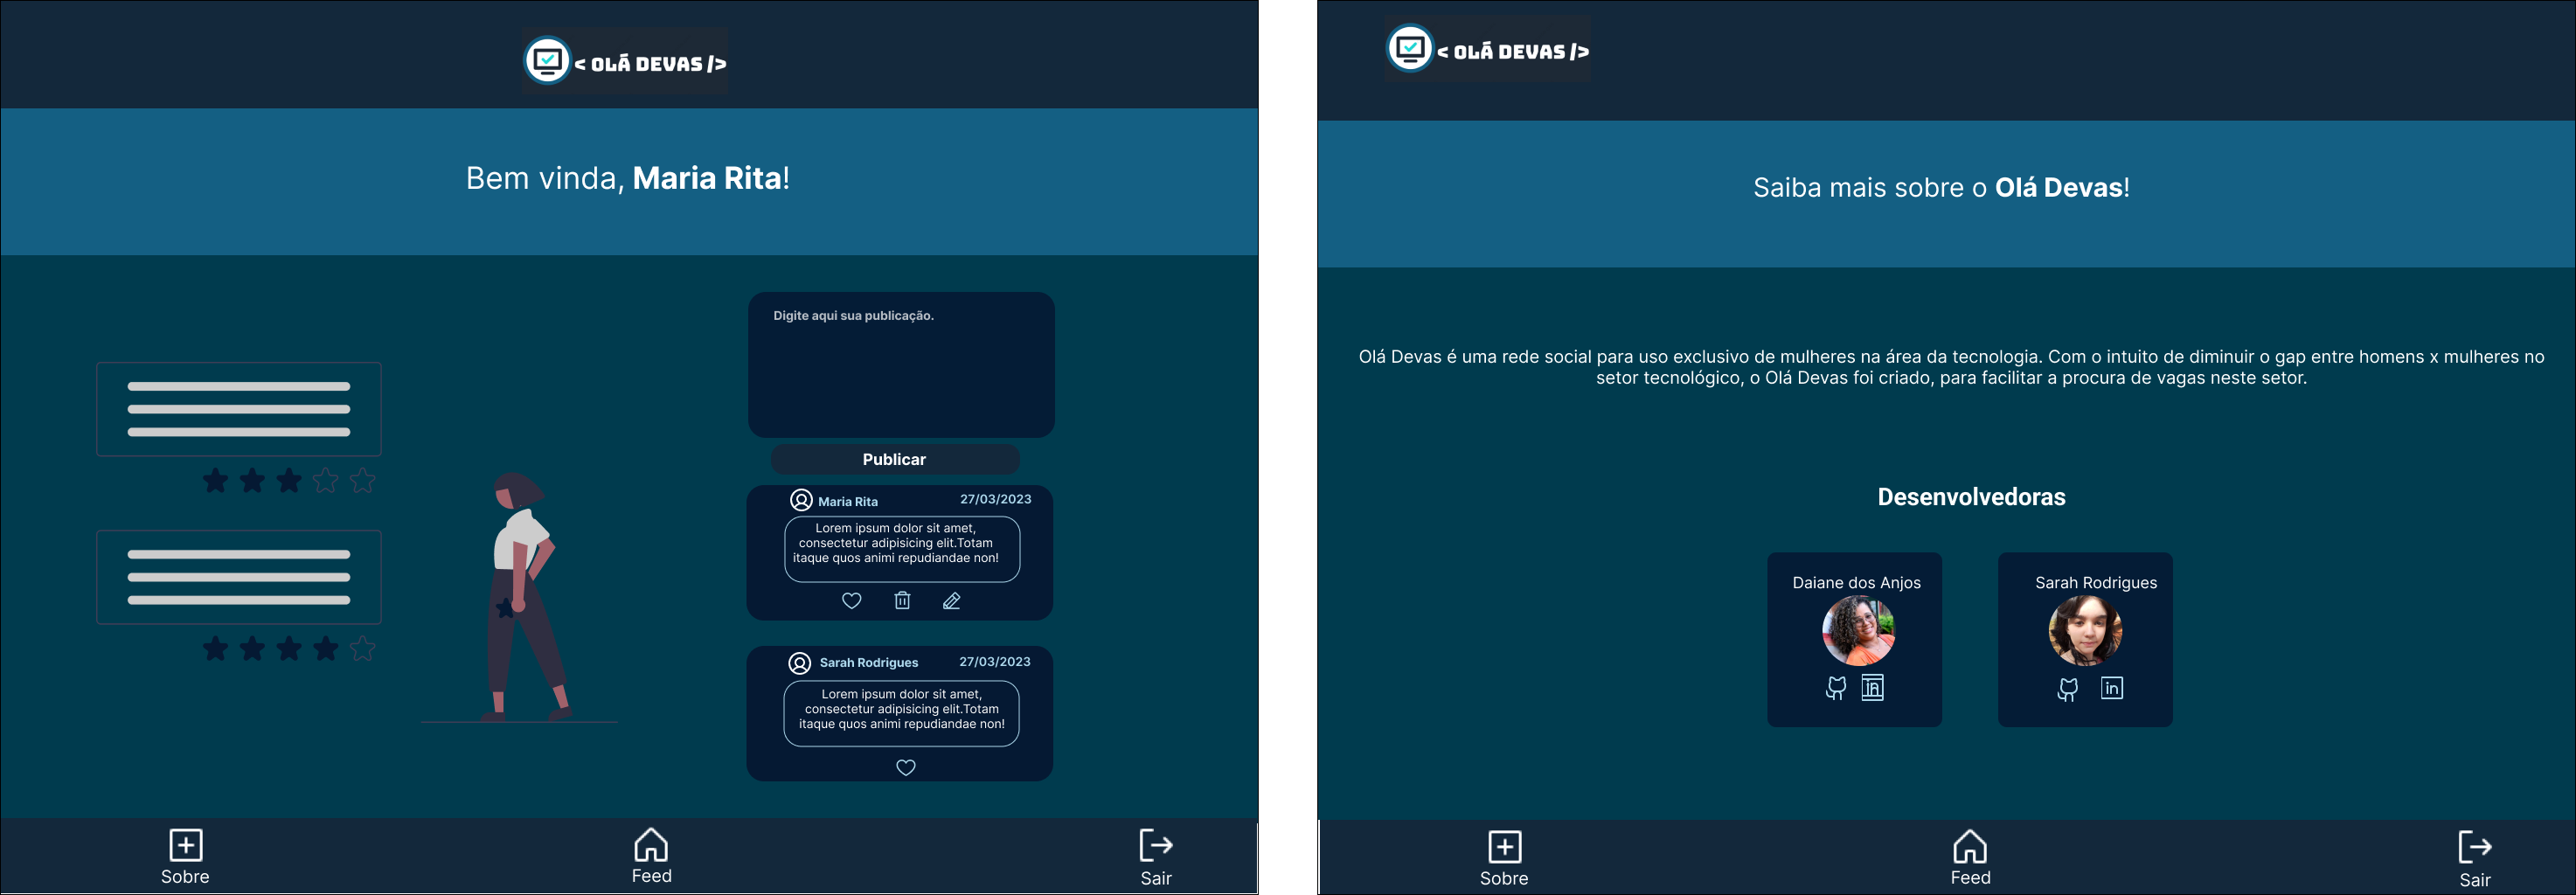 < OLÁ DEVAS />
Bem vinda, Maria Rita!
Digite aqui sua publicação.
Publicar
Maria Rita 27/03/2023
Lorem ipsum dolor sit amet,
consectetur adipisicing elit.Totam
itaque quos animi repudiandae non!
Sarah Rodrigues 27/03/2023
Lorem ipsum dolor sit amet,
consectetur adipisicing elit.Totam
itaque quos animi repudiandae non!
Sobre
Feed
Sair
< OLÁ DEVAS />
Saiba mais sobre o Olá Devas!
Olá Devas é uma rede social para uso exclusivo de mulheres na área da tecnologia. Com o intuito de diminuir o gap entre homens x mulheres no
setor tecnológico, o Olá Devas foi criado, para facilitar a procura de vagas neste setor.
Desenvolvedoras
Daiane dos Anjos
in
Sarah Rodrigues
in
Sobre
Feed
Sair